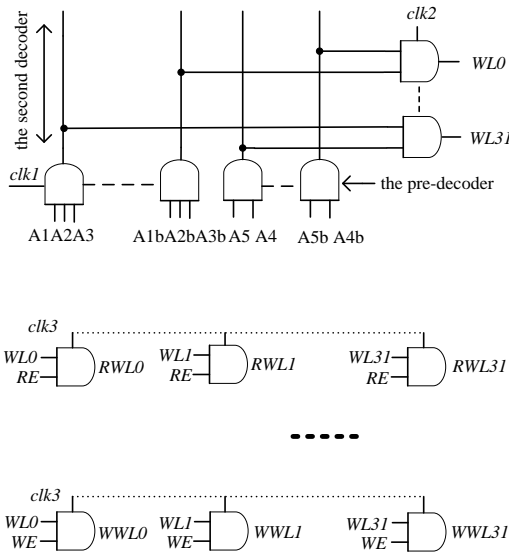 clk2
the second decoder
WL0
WL31
clk1
the pre-decoder
A1A2A3
A1bA2bA3b
A5 A4
A5b A4b
clk3
WL0
RE
RWL0
WL1
RE
RWL1
WL31
RE
RWL31
clk3
WL0
WE
WWL0
WL1
WE
WWL1
WL31
WE
WWL31